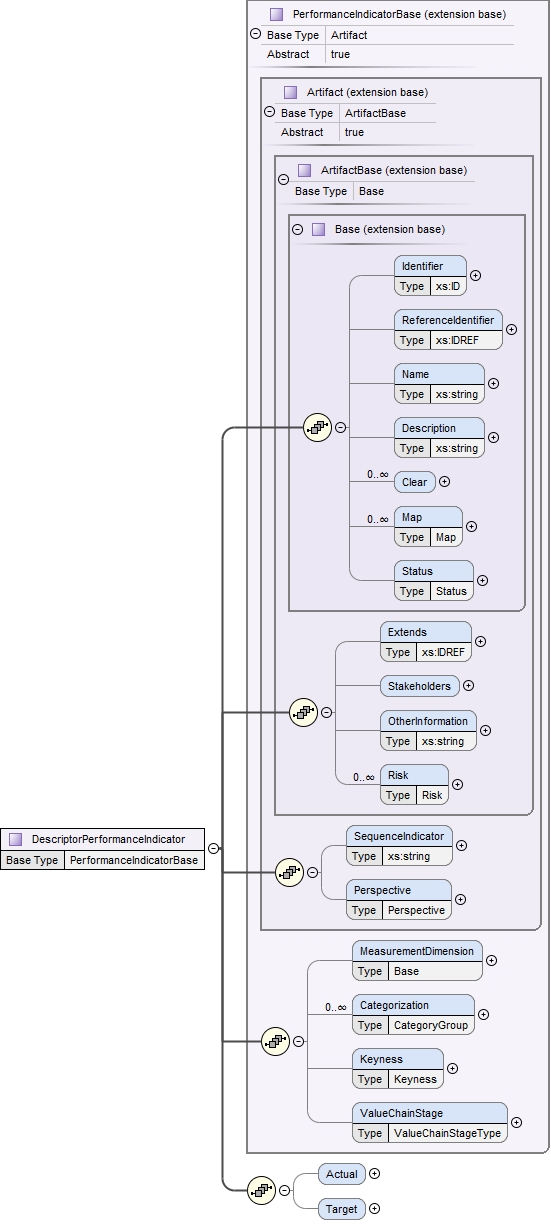 PerformanceIndicatorBase (extension base)
Base Type Artifact
Abstract true
Artifact (extension base)
Base Type ArtifactBase
Abstract true
ArtifactBase (extension base)
Base Type Base
Base (extension base)
Identifier
Type xs:ID
ReferenceIdentifier
Type xs:IDREF
Name
Type xs:string
Description
Type xs:string
0..∞
Clear
0..∞
Map
Type Map
Status
Type Status
Extends
Type xs:IDREF
Stakeholders
OtherInformation
Type xs:string
0..∞
Risk
Type Risk
DescriptorPerformanceIndicator
Base Type PerformanceIndicatorBase
SequenceIndicator
Type xs:string
Perspective
Type Perspective
MeasurementDimension
Type Base
0..∞
Categorization
Type CategoryGroup
Keyness
Type Keyness
ValueChainStage
Type ValueChainStageType
Actual
Target